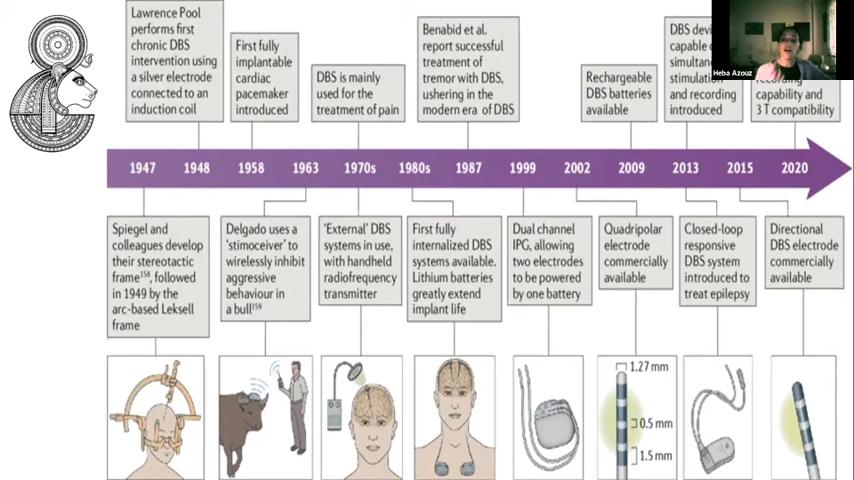 Lawrence Pool
performs first
chronic DBS
intervention using
a silver electrode
connected to an
induction coil
First fully
implantable
cardiac
pacemaker
introduced
DBS is mainly
used for the
treatment of pain
Benabid et al.
report successful
treatment of
tremor with DBS,
ushering in the
modern era of DBS
Rechargeable
DBS batteries
available
DBS
capable
stimulation
and recording
introduced
Heba Azouz
recording
capability and
3 T compatibility
1947 1948 1958 1963 1970s 1980s 1987 1999 2002 2009 2013 2015 2020
Spiegel and
colleagues develop
their stereotactic
frame158, followed
in 1949 by the
arc-based Leksell
frame
Delgado uses a
‘stimoceiver’ to
wirelessly inhibit
aggressive
behaviour in
a bull159
‘External’ DBS
systems in use,
with handheld
radiofrequency
transmitter
First fully
internalized DBS
systems available.
Lithium batteries
greatly extend
implant life
Dual channel
IPG, allowing
two electrodes
to be powered
by one battery
Quadripolar
electrode
commercially
available
Closed-loop
responsive
DBS system
introduced to
treat epilepsy
Directional
DBS electrode
commercially
available
1.27 mm
0.5 mm
1.5 mm